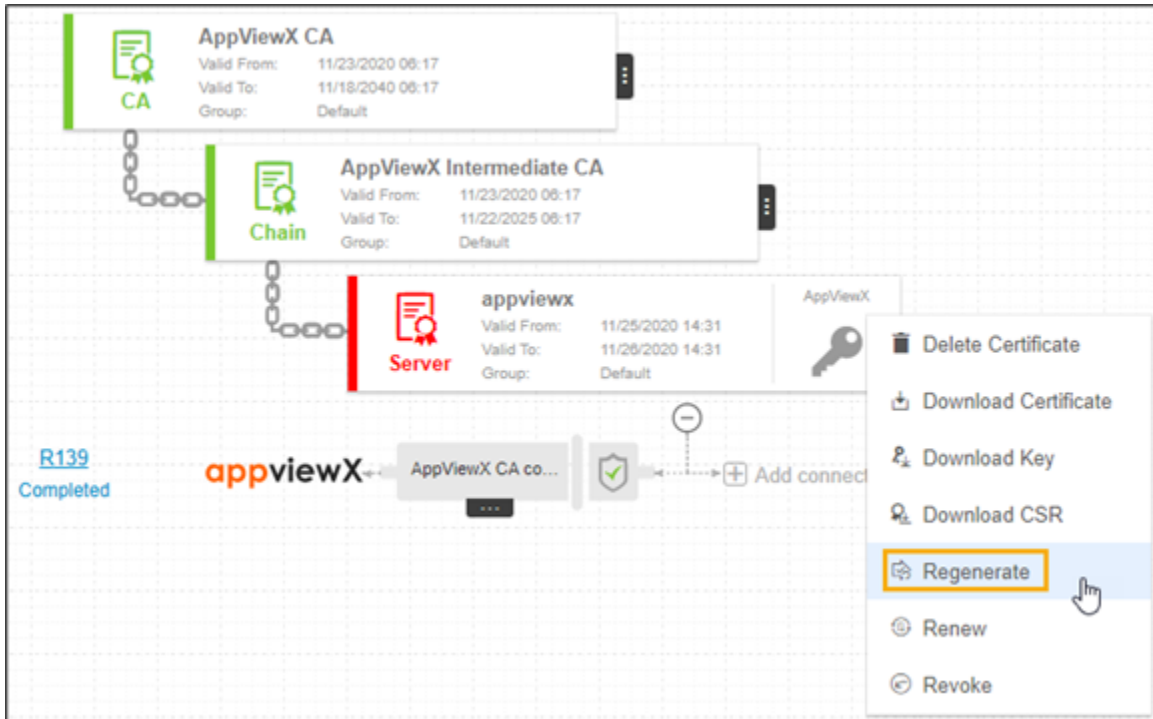 AppViewX CA
Valid From: 11/23/2020 06:17
Valid To: 11/18/2040 06:17
Group: Default
CA
AppViewX Intermediate CA
Valid From: 11/23/2020 06:17
Valid To: 11/22/2025 06:17
Group: Default
Chain
appviewx
Valid From: 11/25/2020 14:31
Valid To: 11/26/2020 14:31
Group: Default
Server
AppViewX
R139
Completed
appviewX
AppViewX CA co...
Add connect
Delete Certificate
Download Certificate
Download Key
Download CSR
Regenerate
Renew
Revoke